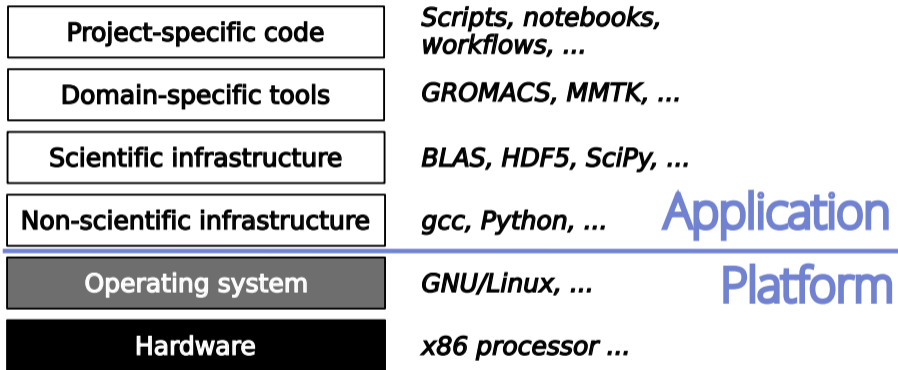 Project-specific code
Scripts, notebooks,
workflows, ...
Domain-specific tools
GROMACS, MMTK, ...
Scientific infrastructure
BLAS, HDF5, SciPy, ...
Non-scientific infrastructure
gcc, Python, ...
Application
Operating system
GNU/Linux, ...
Platform
Hardware
x86 processor ...